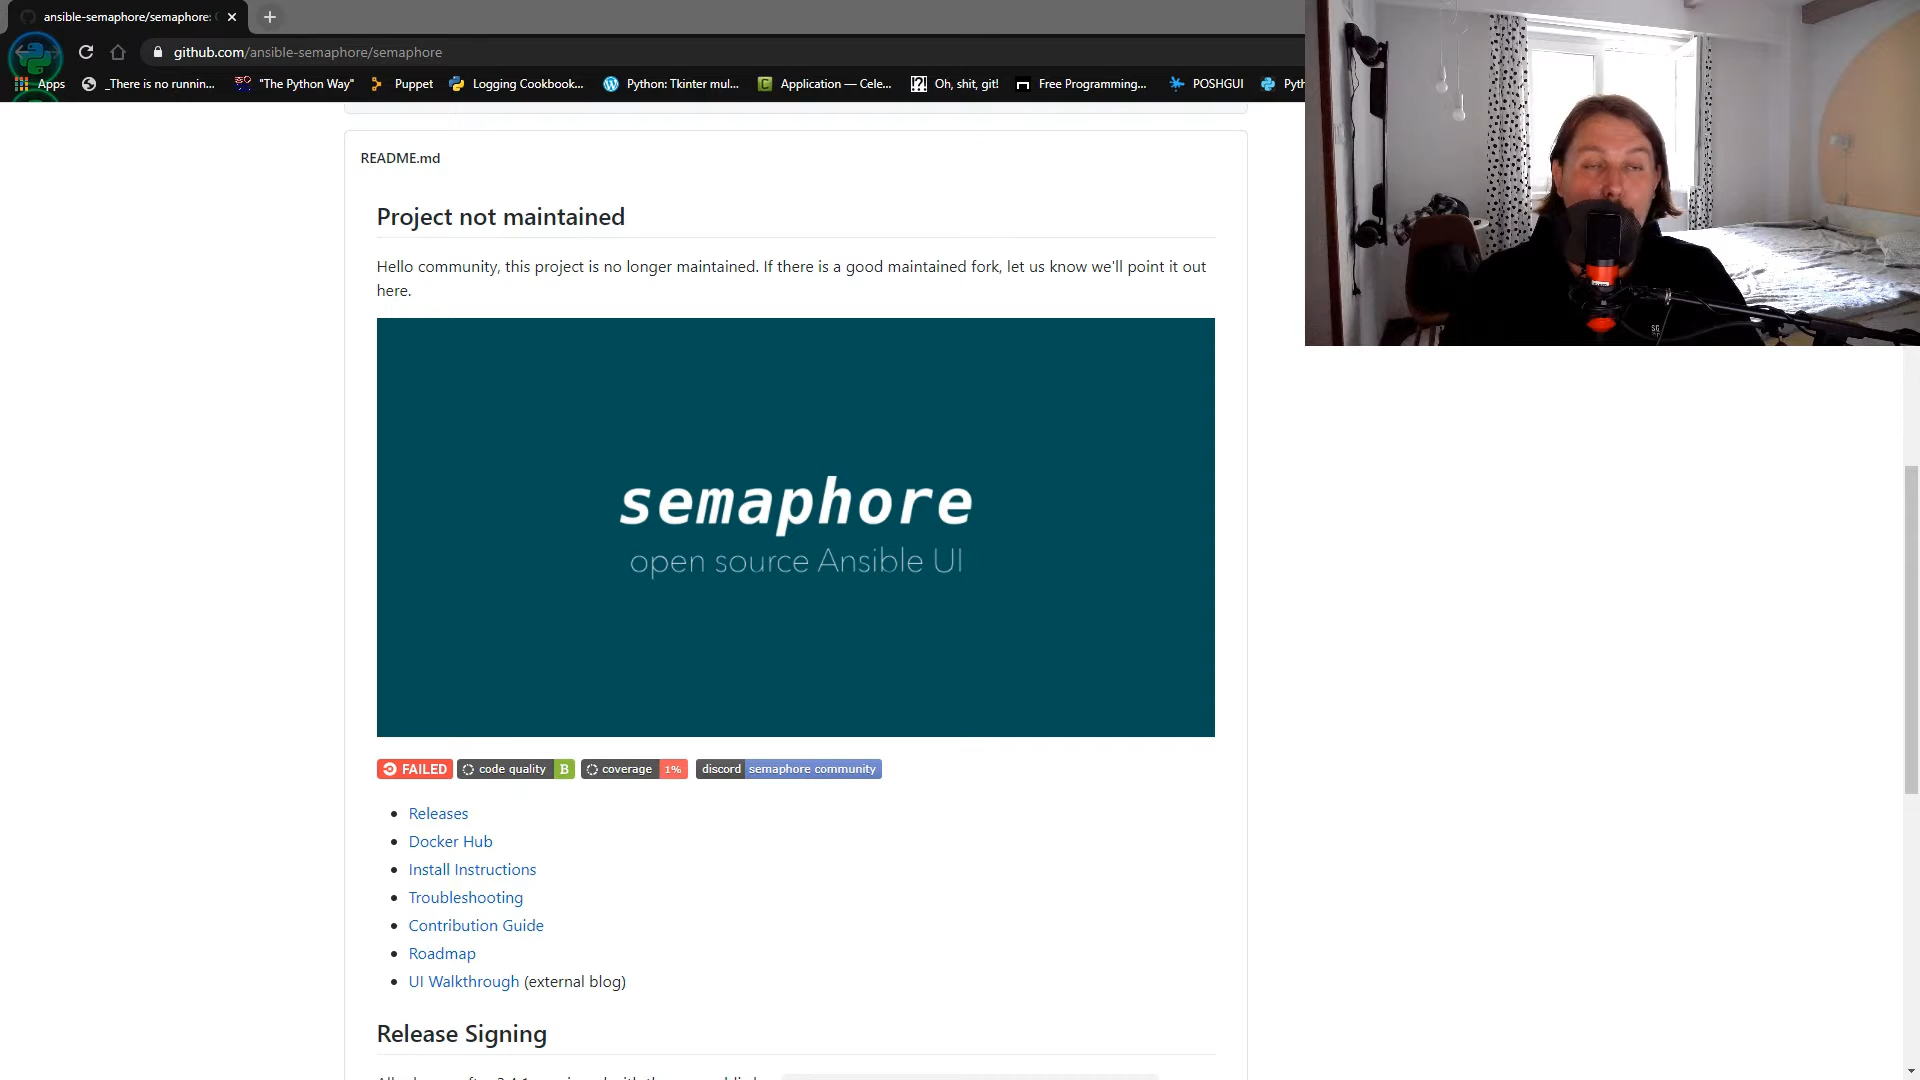 ansible-semaphore/semaphore:
github.com/ansible-semaphore/semaphore
Apps
_There is no runnin...
"The Python Way"
Puppet
Logging Cookbook...
Python: Tkinter mul...
Application — Cele...
Oh, shit, git!
Free Programming...
POSHGUI
Pyth
README.md
Project not maintained
Hello community, this project is no longer maintained. If there is a good maintained fork, let us know we'll point it out
here.
semaphore
open source Ansible UI
FAILED code quality B coverage 1% discord semaphore community
Releases
Docker Hub
Install Instructions
Troubleshooting
Contribution Guide
Roadmap
UI Walkthrough (external blog)
Release Signing